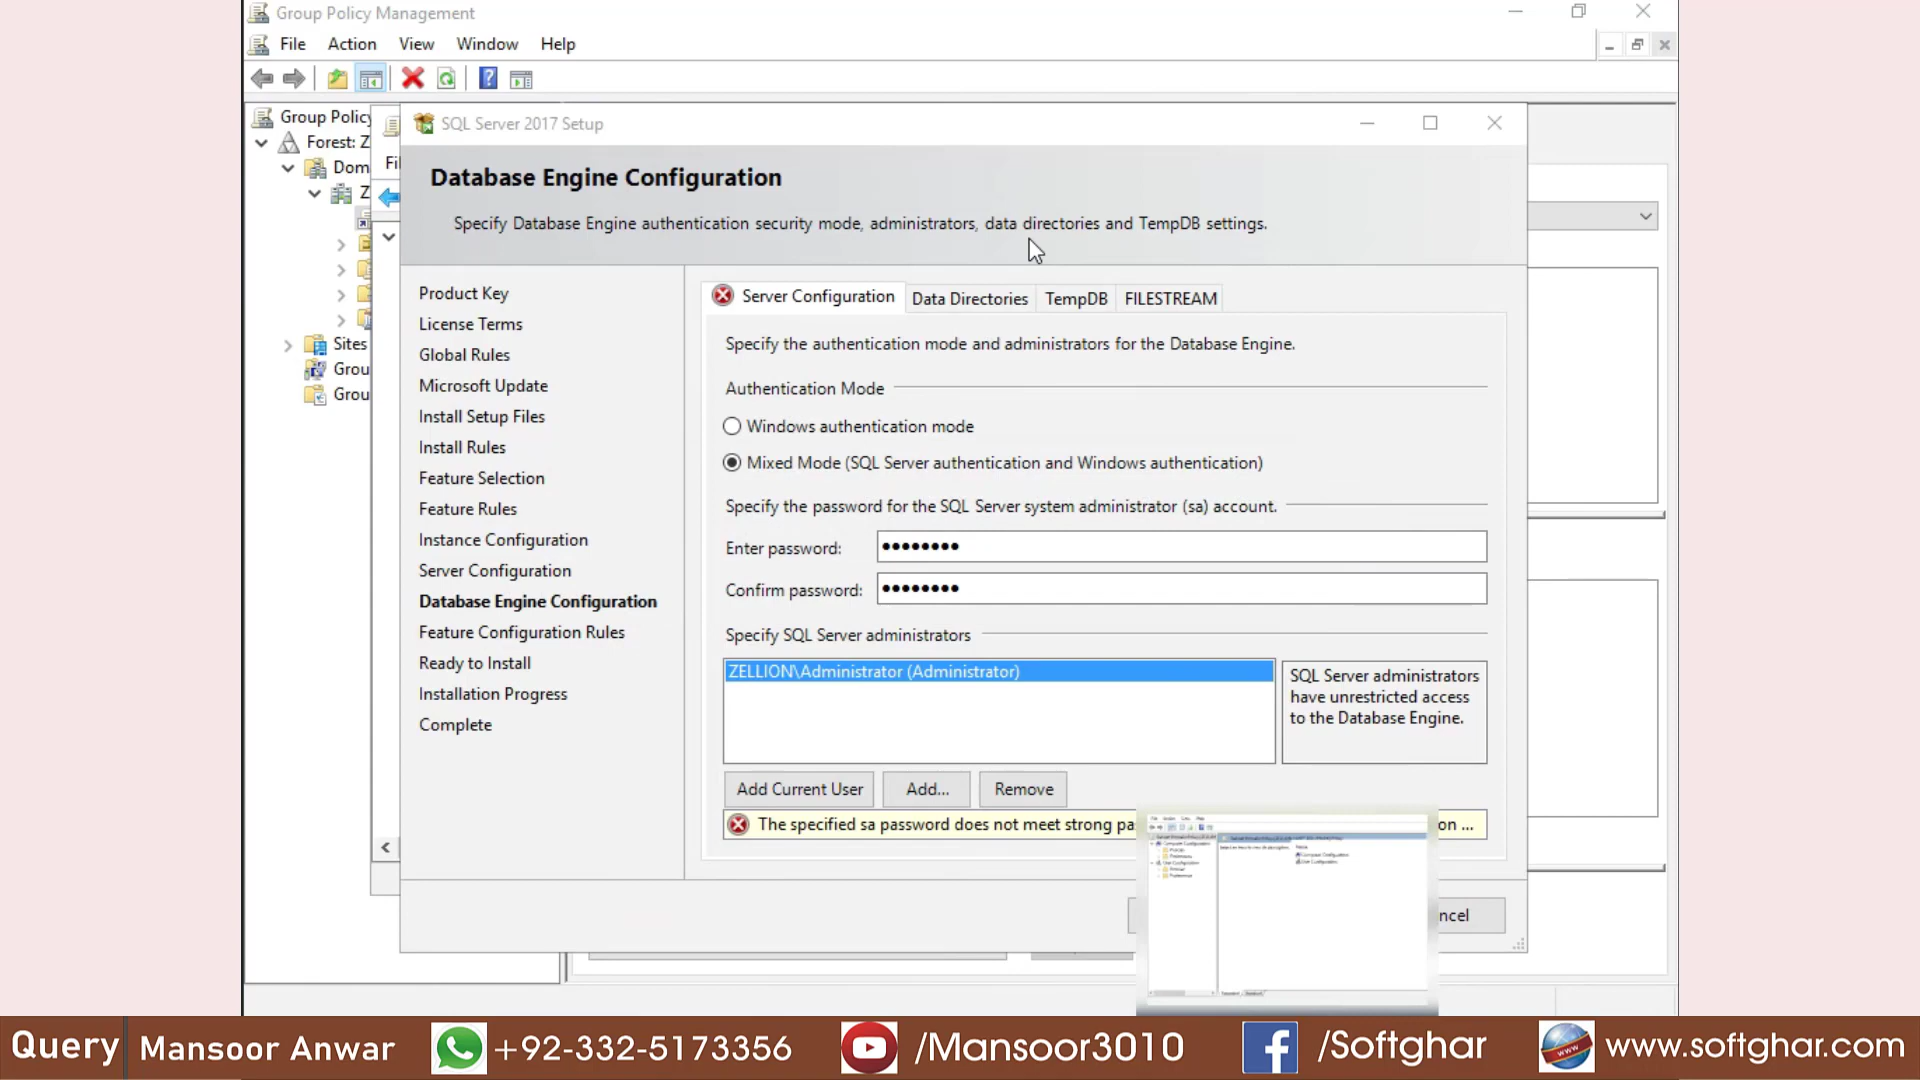 Group Policy Management
File Action View Window Help
Group Policy
Forest: Z
Dom
Z
Sites
Grou
Grou
SQL Server 2017 Setup
Database Engine Configuration
Specify Database Engine authentication security mode, administrators, data directories and TempDB settings.
Product Key
License Terms
Global Rules
Microsoft Update
Install Setup Files
Install Rules
Feature Selection
Feature Rules
Instance Configuration
Server Configuration
Database Engine Configuration
Feature Configuration Rules
Ready to Install
Installation Progress
Complete
Server Configuration Data Directories TempDB FILESTREAM
Specify the authentication mode and administrators for the Database Engine.
Authentication Mode
Windows authentication mode
Mixed Mode (SQL Server authentication and Windows authentication)
Specify the password for the SQL Server system administrator (sa) account.
Enter password: ●●●●●●●●
Confirm password: ●●●●●●●●
Specify SQL Server administrators
ZELLION\Administrator (Administrator)
SQL Server administrators
have unrestricted access
to the Database Engine.
Add Current User Add... Remove
The specified sa password does not meet strong pa on ...
ncel
Query Mansoor Anwar +92-332-5173356 /Mansoor3010 /Softghar www.softghar.com